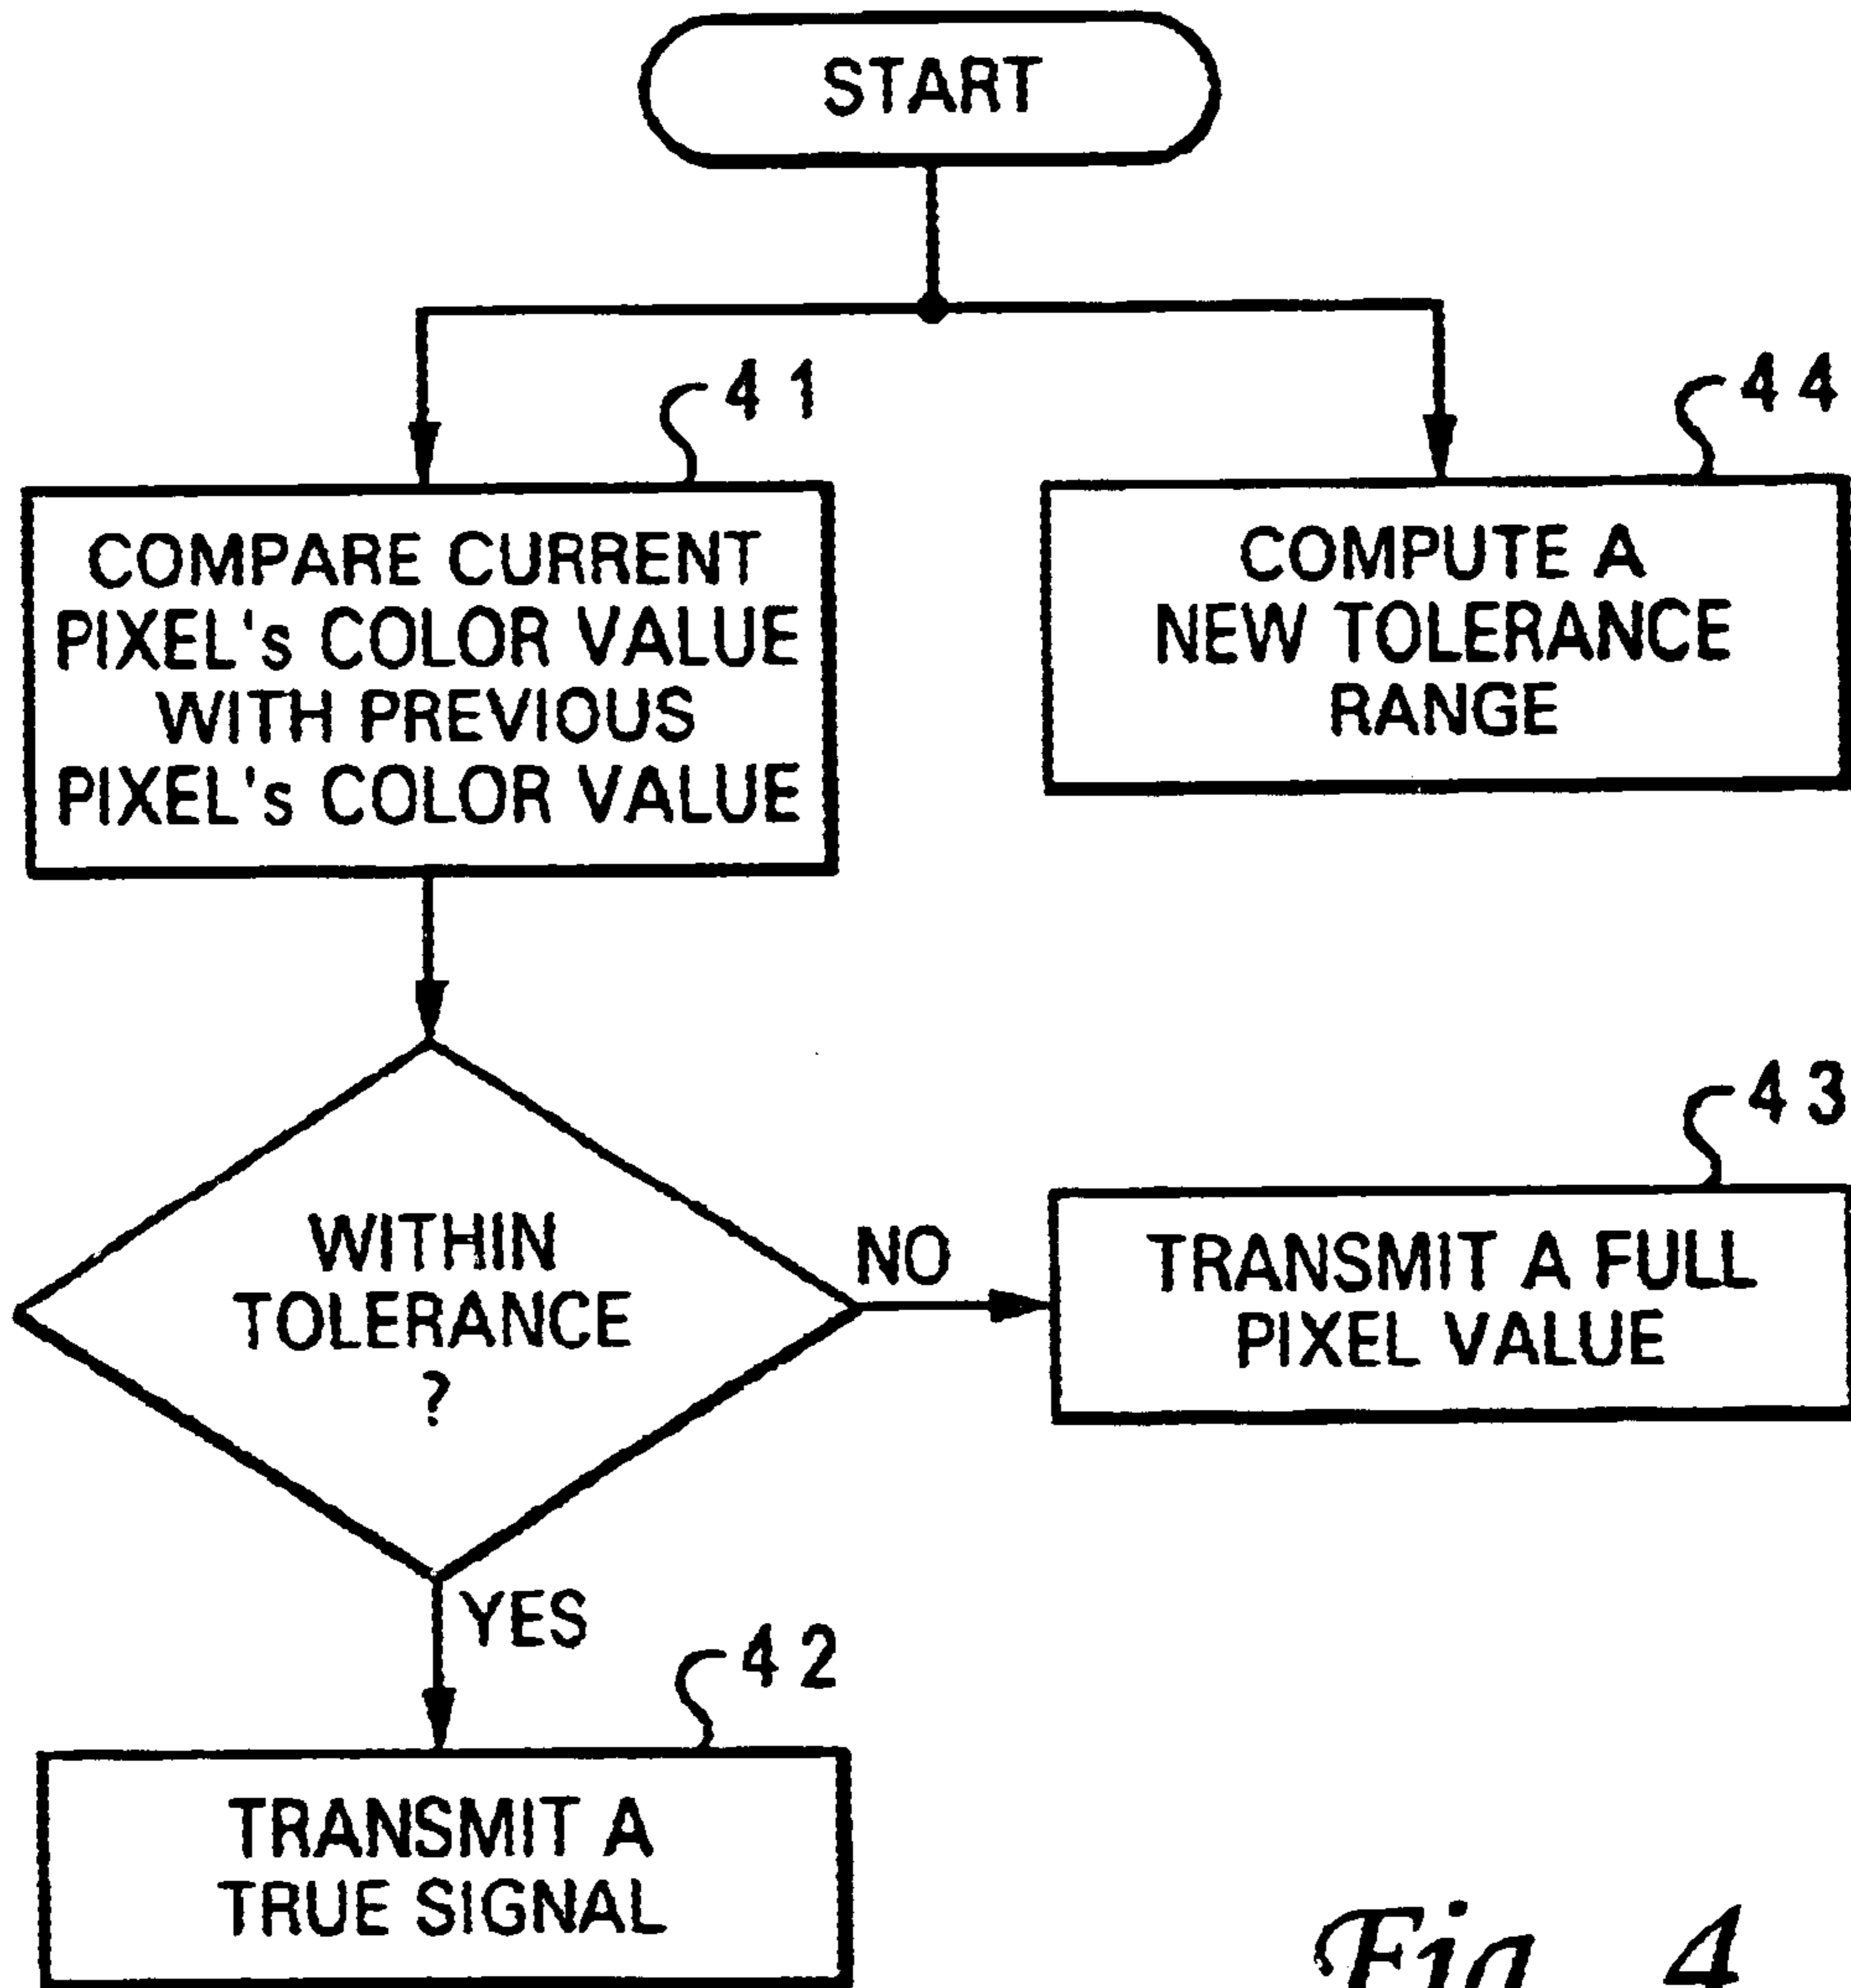 START
41
44
COMPARE CURRENT
PIXEL's COLOR VALUE
WITH PREVIOUS
PIXEL's COLOR VALUE
COMPUTE A
NEW TOLERANCE
RANGE
WITHIN
TOLERANCE
?
NO
43
TRANSMIT A FULL
PIXEL VALUE
YES
42
TRANSMIT A
TRUE SIGNAL
Fig. 4